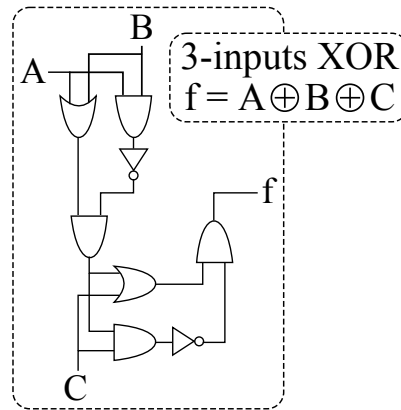 B
A
3-inputs XOR
f = A⊕B⊕C
f
C